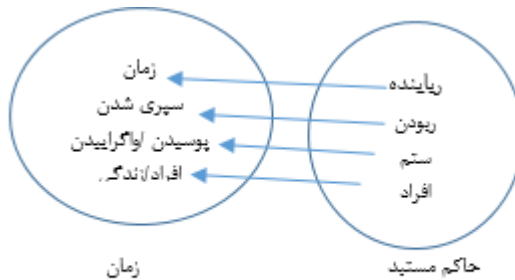 زمان
سپری شدن
پوسیدن /واگراییدن
افراد/زندگی
رباینده
ربودن
ستم
افراد
زمان
حاکم مستبد